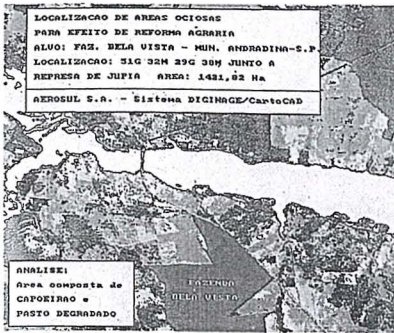 LOCALIZACAO DE AREAS OCIOSAS
PARA EFEITO DE REFORMA AGRARIA
ALVO: FAZ. BELA VISTA - MUN. ANDRADINA-S.P.
LOCALIZACAO: 51G 32M 29G 38M JUNTO A
REPRESA DE JUPIA AREA: 1421,82 Ha
AEROSUL S.A. - Sistema DIGINAGE/CartoCAD
ANALISE:
Area composta de
CAPOEIRAO e
PASTO DEGRADADO
FAZENDA
BELA VISTA